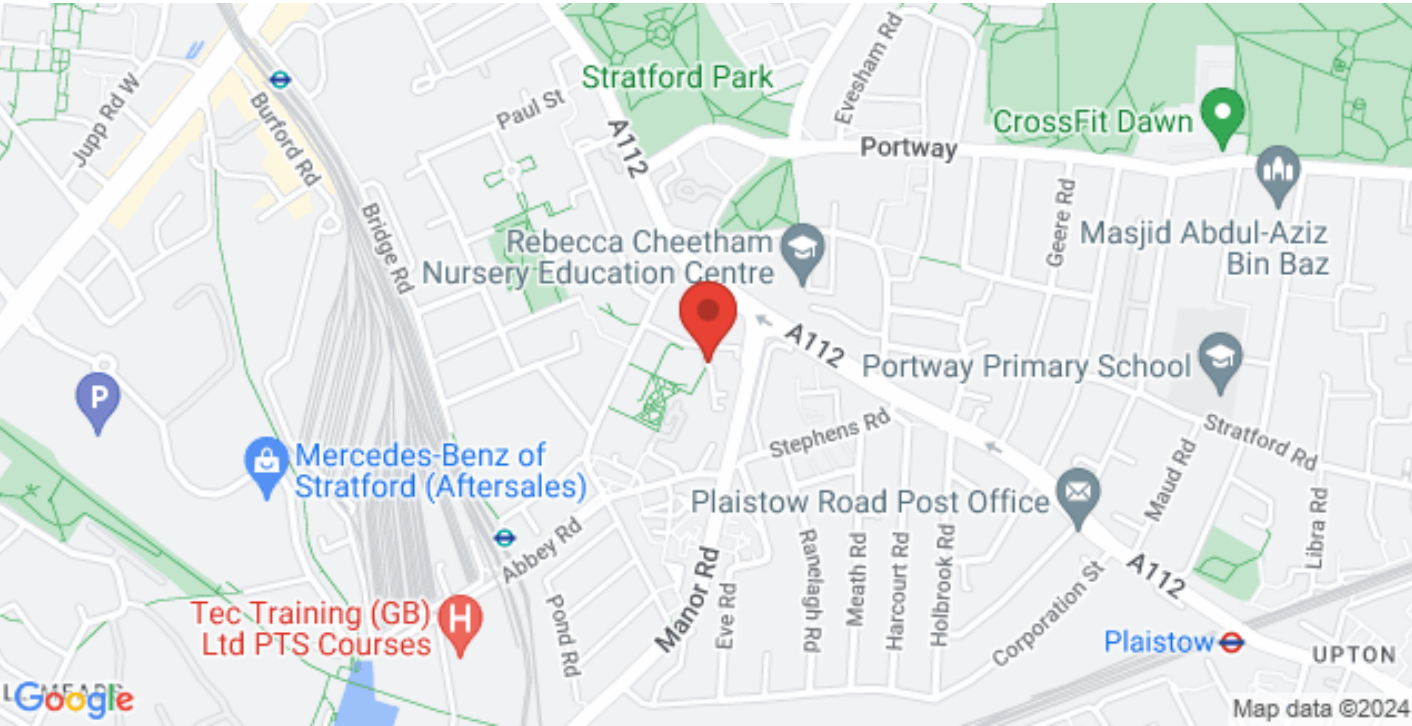 Stratford Park
Evesham Rd
Jupp Rd W
Burford Rd
Paul St
A112
CrossFit Dawn
Portway
Bridge Rd
Rebecca Cheetham
Nursery Education Centre
Geere Rd
Masjid Abdul-Aziz
Bin Baz
A112
Portway Primary School
P
Stephens Rd
Stratford Rd
Mercedes-Benz of
Stratford (Aftersales)
Maud Rd
Plaistow Road Post Office
Libra Rd
Abbey Rd
Manor Rd
Eve Rd
Ranelagh Rd
Meath Rd
Harcourt Rd
Holbrook Rd
Corporation St
A112
Tec Training (GB)
Ltd PTS Courses
H
Pond Rd
Plaistow
UPTON
Google
Map data ©2024